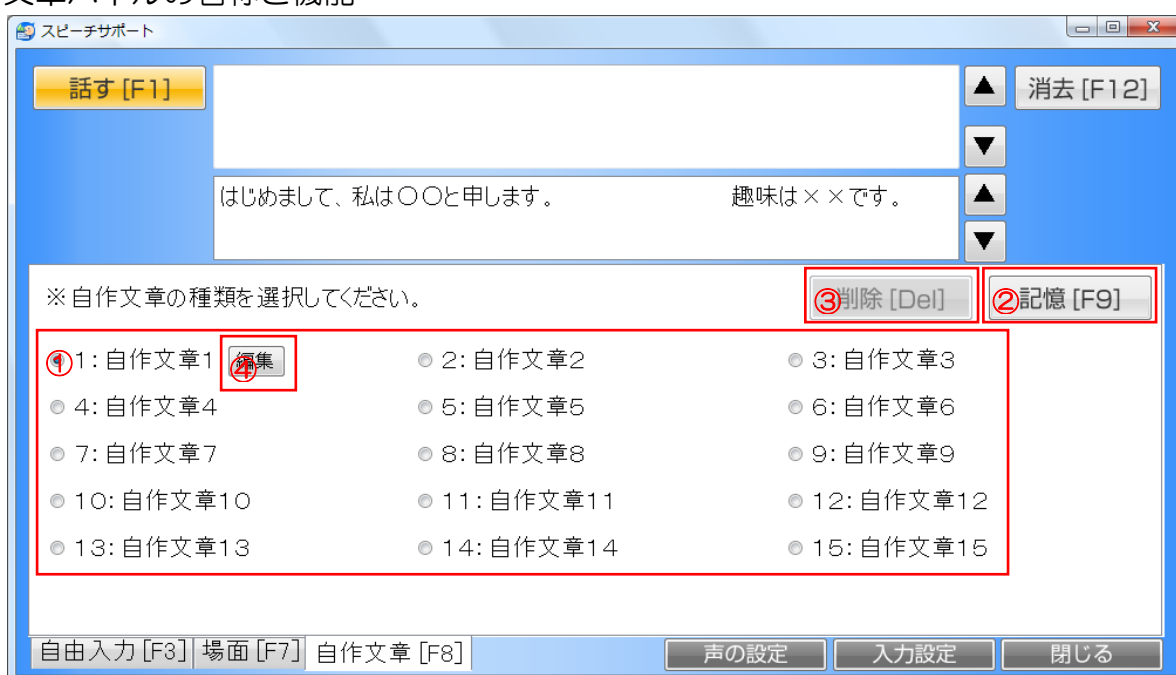 文章パネルの名称と機能
スピーチサポート
話す [F1]
▲
消去 [F12]
▼
はじめまして、私は○○と申します。 趣味は××です。
▲
▼
※自作文章の種類を選択してください。
③削除 [Del]
②記憶 [F9]
①1:自作文章1 ④編集
2:自作文章2
3:自作文章3
4:自作文章4
5:自作文章5
6:自作文章6
7:自作文章7
8:自作文章8
9:自作文章9
10:自作文章10
11:自作文章11
12:自作文章12
13:自作文章13
14:自作文章14
15:自作文章15
自由入力 [F3]
場面 [F7]
自作文章 [F8]
声の設定
入力設定
閉じる